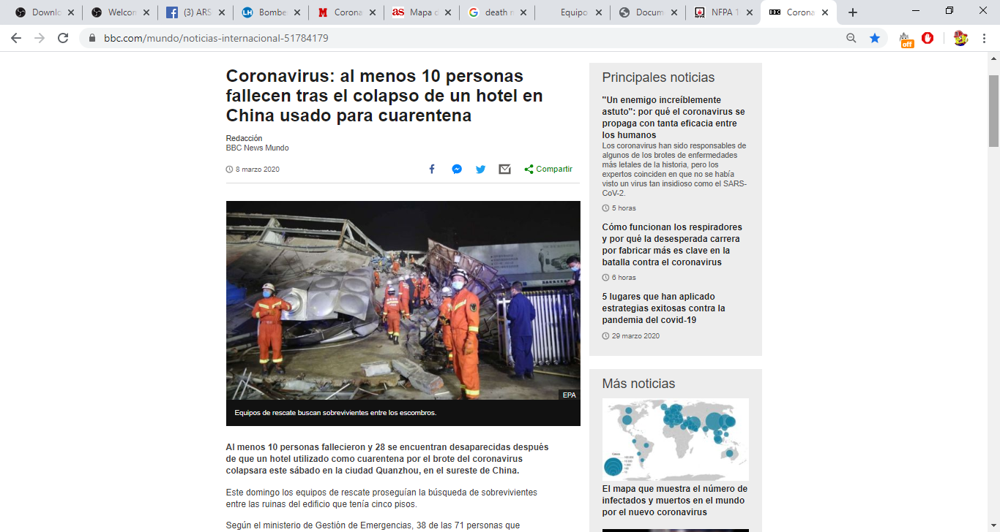 Downlo
Welcon
(3) ARS
Bombe
Corona
Mapa d
death n
Equipo
Docum
NFPA T
Corona
bbc.com/mundo/noticias-internacional-51784179
off
Coronavirus: al menos 10 personas
fallecen tras el colapso de un hotel en
China usado para cuarentena
Redacción
BBC News Mundo
8 marzo 2020
Compartir
EPA
Equipos de rescate buscan sobrevivientes entre los escombros.
Al menos 10 personas fallecieron y 28 se encuentran desaparecidas después
de que un hotel utilizado como cuarentena por el brote del coronavirus
colapsara este sábado en la ciudad Quanzhou, en el sureste de China.
Este domingo los equipos de rescate proseguían la búsqueda de sobrevivientes
entre las ruinas del edificio que tenía cinco pisos.
Según el ministerio de Gestión de Emergencias, 38 de las 71 personas que
Principales noticias
"Un enemigo increíblemente
astuto": por qué el coronavirus se
propaga con tanta eficacia entre
los humanos
Los coronavirus han sido responsables de
algunos de los brotes de enfermedades
más letales de la historia, pero los
expertos coinciden en que no se había
visto un virus tan insidioso como el SARS-
CoV-2.
5 horas
Cómo funcionan los respiradores
y por qué la desesperada carrera
por fabricar más es clave en la
batalla contra el coronavirus
6 horas
5 lugares que han aplicado
estrategias exitosas contra la
pandemia del covid-19
29 marzo 2020
Más noticias
El mapa que muestra el número de
infectados y muertos en el mundo
por el nuevo coronavirus